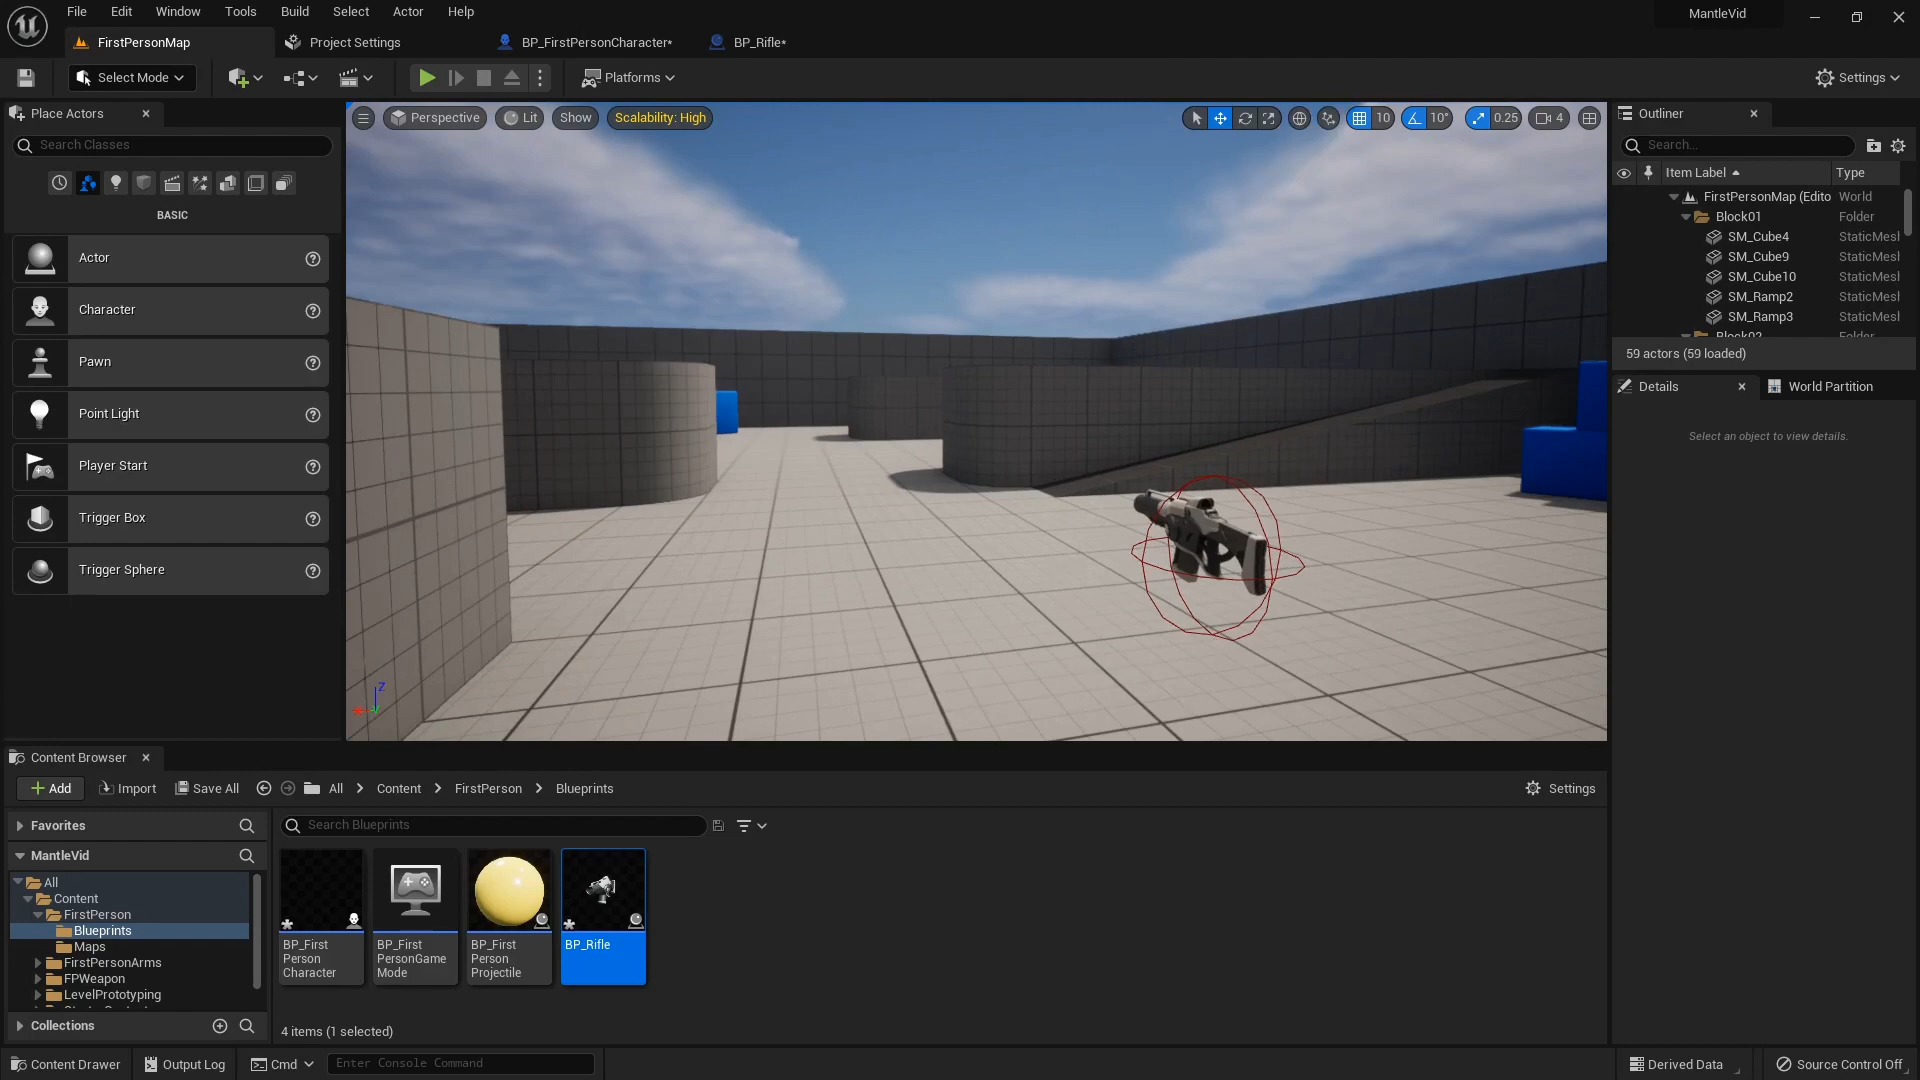 File Edit Window Tools Build Select Actor Help
MantleVid
FirstPersonMap
Project Settings
BP_FirstPersonCharacter*
BP_Rifle*
Select Mode
Platforms
Settings
Place Actors
Search Classes
BASIC
Actor
Character
Pawn
Point Light
Player Start
Trigger Box
Trigger Sphere
Perspective
Lit
Show
Scalability: High
10
10°
0.25
4
Z
Outliner
Search...
Item Label
Type
FirstPersonMap (Edito World
Block01 Folder
SM_Cube4 StaticMesl
SM_Cube9 StaticMesl
SM_Cube10 StaticMesl
SM_Ramp2 StaticMesl
SM_Ramp3 StaticMesl
Block02 Folder
59 actors (59 loaded)
Details
World Partition
Select an object to view details.
Content Browser
Add
Import
Save All
All
Content
FirstPerson
Blueprints
Settings
Favorites
MantleVid
All
Content
FirstPerson
Blueprints
Maps
FirstPersonArms
FPWeapon
LevelPrototyping
Collections
Search Blueprints
BP_First
Person
Character
BP_First
PersonGame
Mode
BP_First
Person
Projectile
BP_Rifle
4 items (1 selected)
Content Drawer
Output Log
Cmd
Enter Console Command
Derived Data
Source Control Off